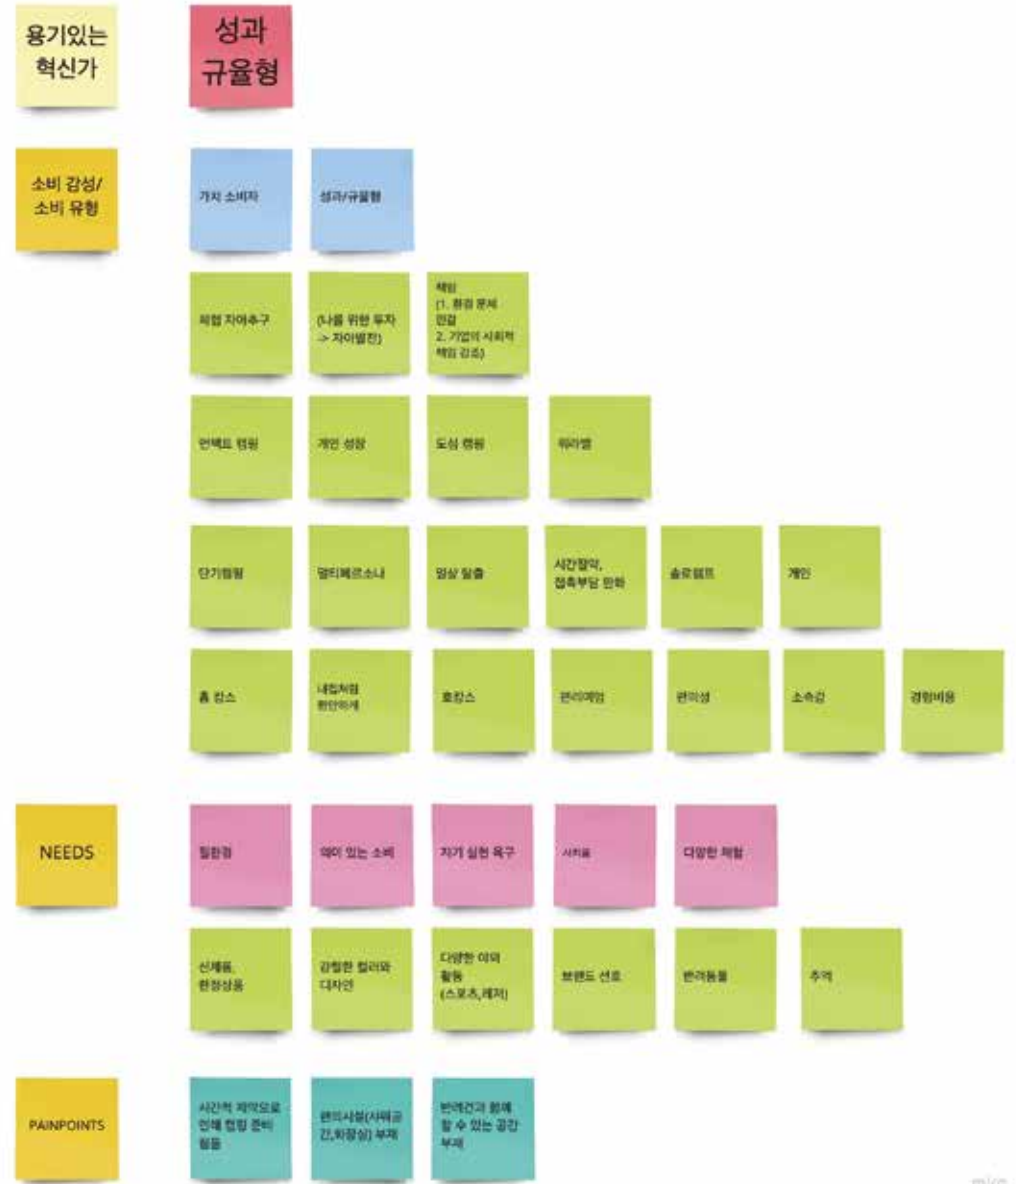 용기있는
혁신가
성과
규율형
소비 감성/
소비 유형
가치 소비자
성과/규율형
체험 자아추구
(나를 위한 투자
-> 자아발전)
책임
(1. 환경 문제
연결
2. 기업의 사회적
책임 강조)
언택트 캠핑
개인 성장
도심 캠핑
워라밸
단기캠핑
멀티페르소나
일상 탈출
시간절약,
접촉부담 완화
솔로캠프
개인
홈 캉스
내집처럼
편안하게
호캉스
편리예임
편의성
소속감
경험비용
NEEDS
친환경
의미 있는 소비
자기 실현 욕구
사치품
다양한 체험
신제품,
한정상품
강렬한 컬러와
디자인
다양한 야외
활동
(스포츠,레저)
브랜드 선호
반려동물
추억
PAINPOINTS
시간적 제약으로
인해 캠핑 준비
힘듦
편의시설(샤워공
간,화장실) 부재
반려견과 함께
할 수 있는 공간
부재